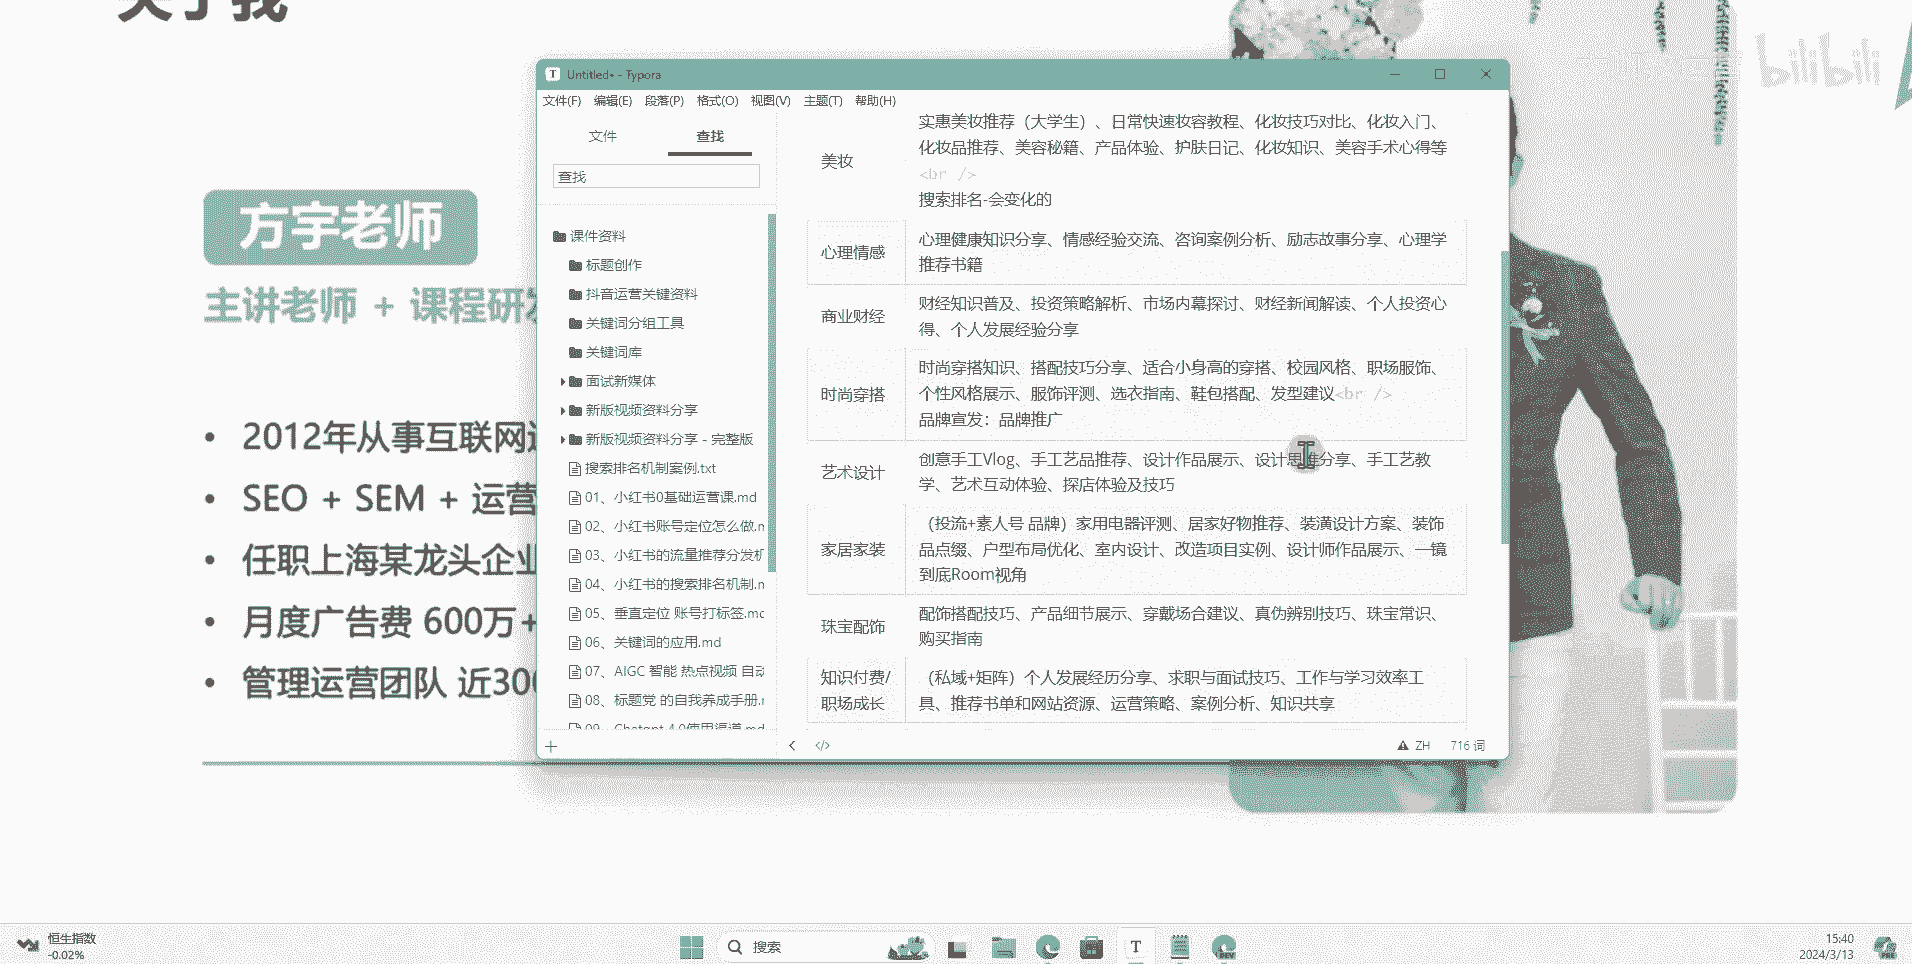 关于我
bilibili
方宇老师
主讲老师 + 课程研发
2012年从事互联网
SEO + SEM + 运营
任职上海某龙头企业
月度广告费 600万+
管理运营团队 近300
Untitled• - Typora
文件(F) 编辑(E) 段落(P) 格式(O) 视图(V) 主题(T) 帮助(H)
文件 查找
查找
课件资料
标题创作
抖音运营关键资料
关键词分组工具
关键词库
面试新媒体
新版视频资料分享
新版视频资料分享 - 完整版
搜索排名机制案例.txt
01、小红书0基础运营课.md
02、小红书账号定位怎么做.m
03、小红书的流量推荐分发机
04、小红书的搜索排名机制.m
05、垂直定位 账号打标签.mc
06、关键词的应用.md
07、AIGC 智能 热点视频 自动
08、标题党 的自我养成手册.m
09、Chatgpt 4.0使用渠道.md
美妆
实惠美妆推荐（大学生）、日常快速妆容教程、化妆技巧对比、化妆入门、
化妆品推荐、美容秘籍、产品体验、护肤日记、化妆知识、美容手术心得等
<br />
搜索排名-会变化的
心理情感
心理健康知识分享、情感经验交流、咨询案例分析、励志故事分享、心理学
推荐书籍
商业财经
财经知识普及、投资策略解析、市场内幕探讨、财经新闻解读、个人投资心
得、个人发展经验分享
时尚穿搭
时尚穿搭知识、搭配技巧分享、适合小身高的穿搭、校园风格、职场服饰、
个性风格展示、服饰评测、选衣指南、鞋包搭配、发型建议<br />
品牌宣发：品牌推广
艺术设计
创意手工Vlog、手工艺品推荐、设计作品展示、设计思维分享、手工艺教
学、艺术互动体验、探店体验及技巧
家居家装
（投流+素人号 品牌）家用电器评测、居家好物推荐、装潢设计方案、装饰
品点缀、户型布局优化、室内设计、改造项目实例、设计师作品展示、一镜
到底Room视角
珠宝配饰
配饰搭配技巧、产品细节展示、穿戴场合建议、真伪辨别技巧、珠宝常识、
购买指南
知识付费/
职场成长
（私域+矩阵）个人发展经历分享、求职与面试技巧、工作与学习效率工
具、推荐书单和网站资源、运营策略、案例分析、知识共享
</> ZH 716 词
恒生指数
-0.02%
搜索
15:40
2024/3/13